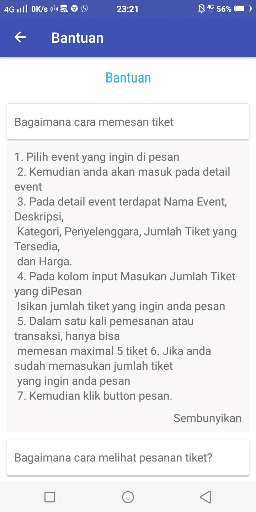 4G 0K/s 23:21 4G 56%
Bantuan
Bantuan
Bagaimana cara memesan tiket
1. Pilih event yang ingin di pesan
2. Kemudian anda akan masuk pada detail
event
3. Pada detail event terdapat Nama Event,
Deskripsi,
Kategori, Penyelenggara, Jumlah Tiket yang
Tersedia,
dan Harga.
4. Pada kolom input Masukan Jumlah Tiket
yang diPesan
Isikan jumlah tiket yang ingin anda pesan
5. Dalam satu kali pemesanan atau
transaksi, hanya bisa
memesan maximal 5 tiket 6. Jika anda
sudah memasukan jumlah tiket
yang ingin anda pesan
7. Kemudian klik button pesan.
Sembunyikan
Bagaimana cara melihat pesanan tiket?